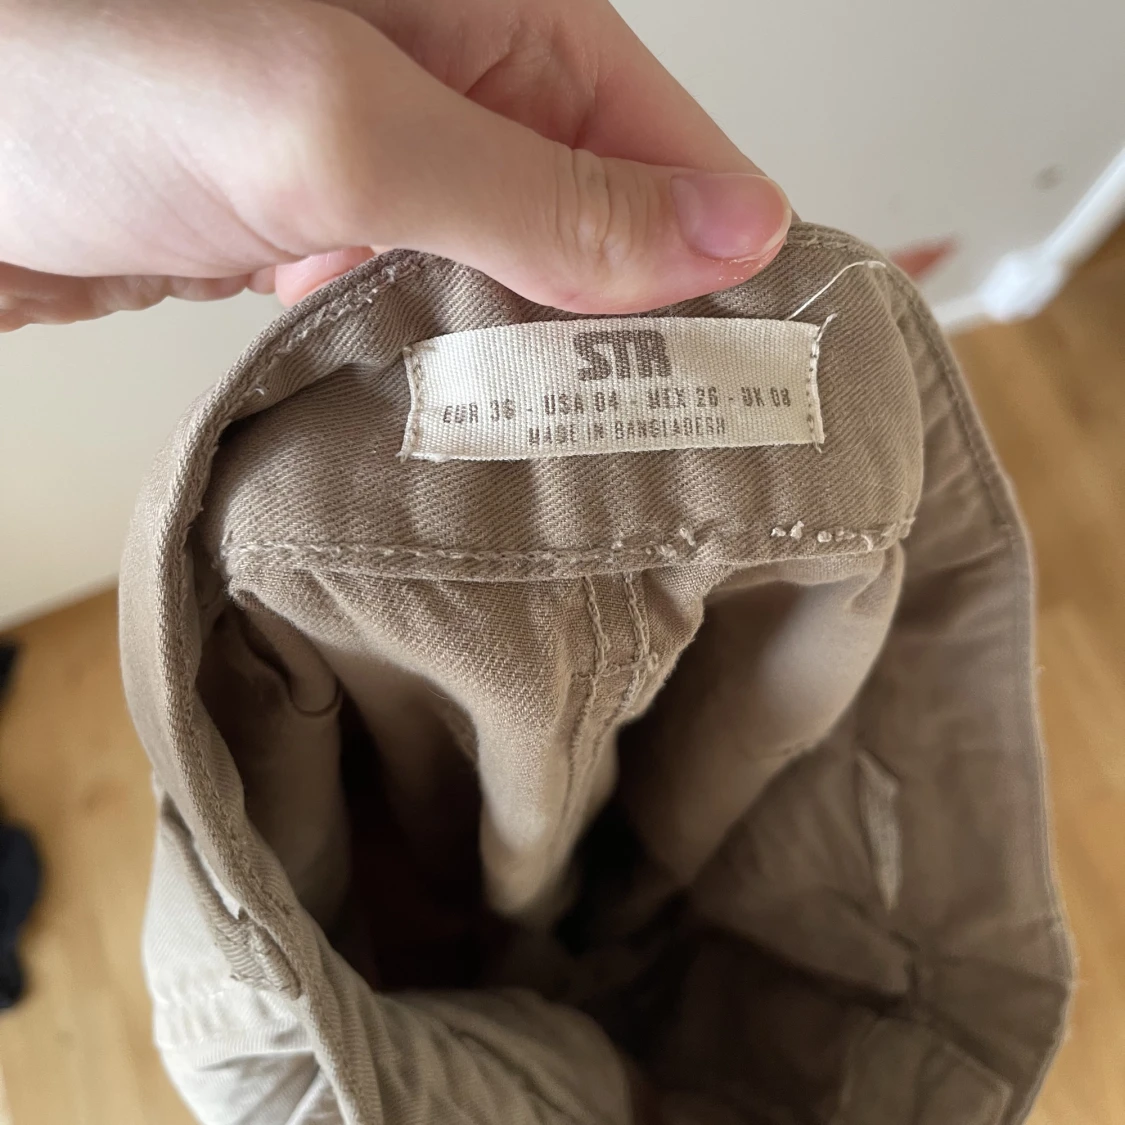 STR
EUR 36 - USA 04 - MEX 26 - UK 08
MADE IN BANGLADESH